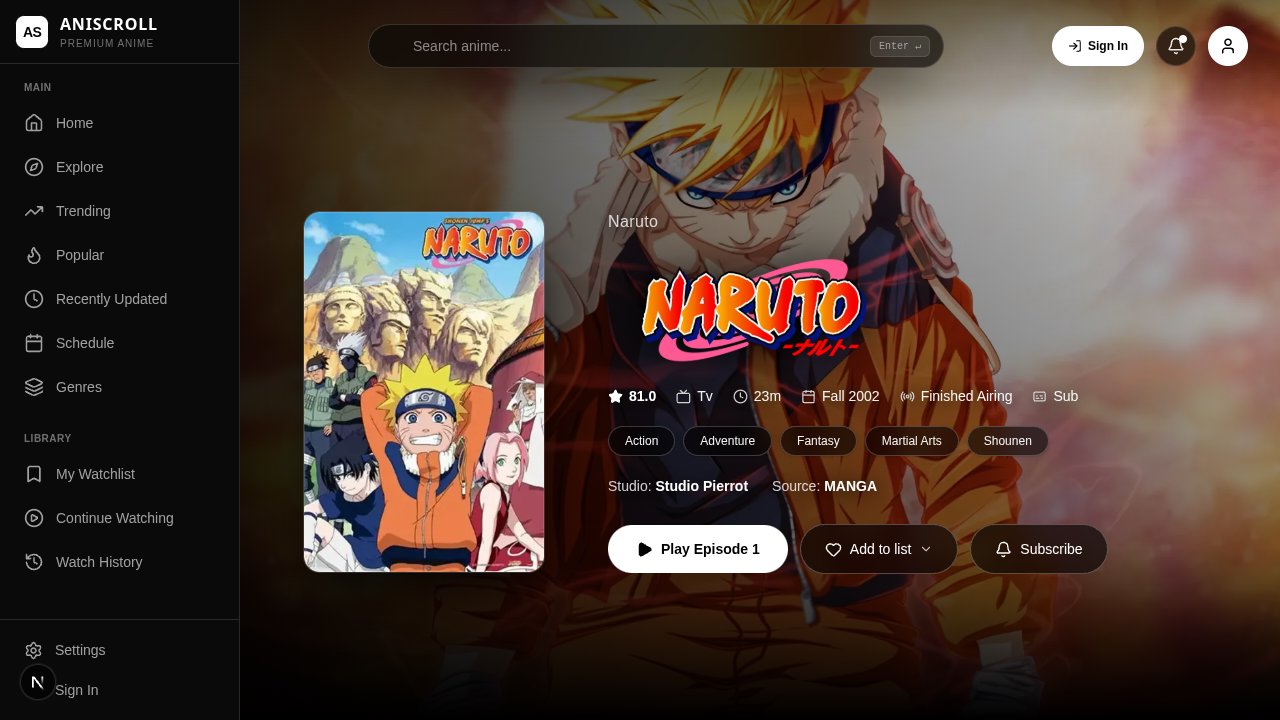 AS
ANISCROLL
PREMIUM ANIME
MAIN
Home
Explore
Trending
Popular
Recently Updated
Schedule
Genres
LIBRARY
My Watchlist
Continue Watching
Watch History
Settings
N
Sign In
Search anime...
Enter ↵
Sign In
SHONEN JUMP'S
NARUTO
Naruto
NARUTO
-ナルト-
81.0
Tv
23m
Fall 2002
Finished Airing
Sub
Action
Adventure
Fantasy
Martial Arts
Shounen
Studio: Studio Pierrot
Source: MANGA
Play Episode 1
Add to list
Subscribe